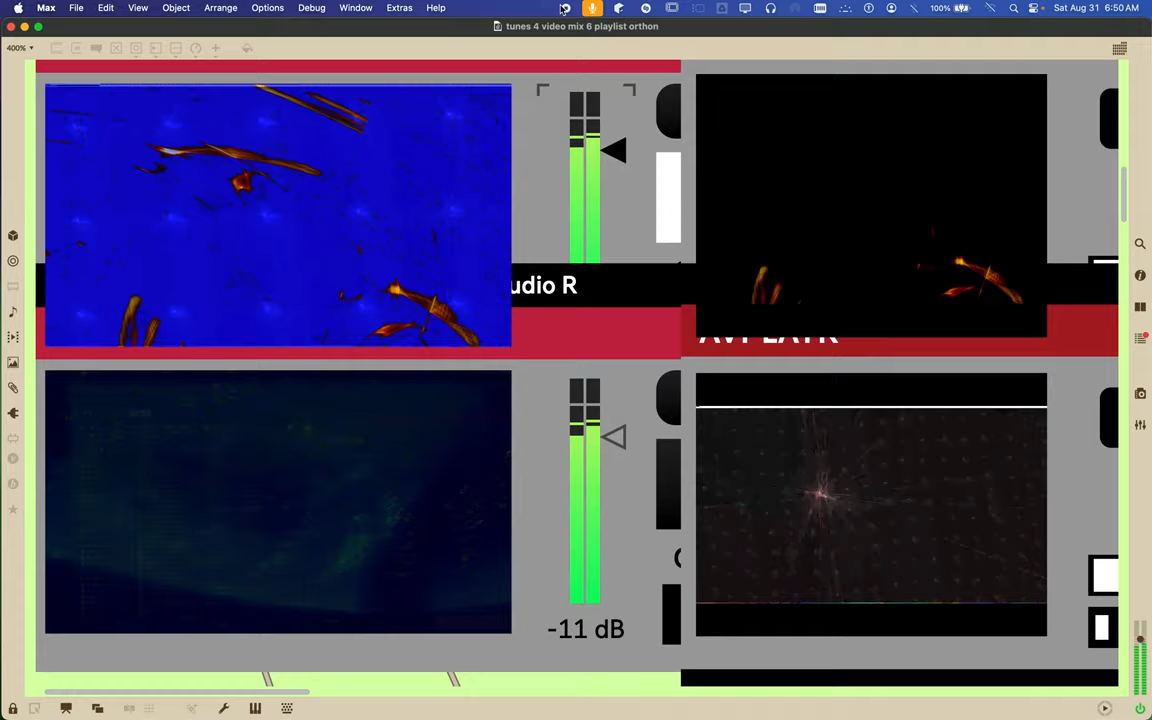 Max File Edit View Object Arrange Options Debug Window Extras Help 100% Sat Aug 31 6:50 AM
tunes 4 video mix 6 playlist orthon
400%
udio R
-11 dB